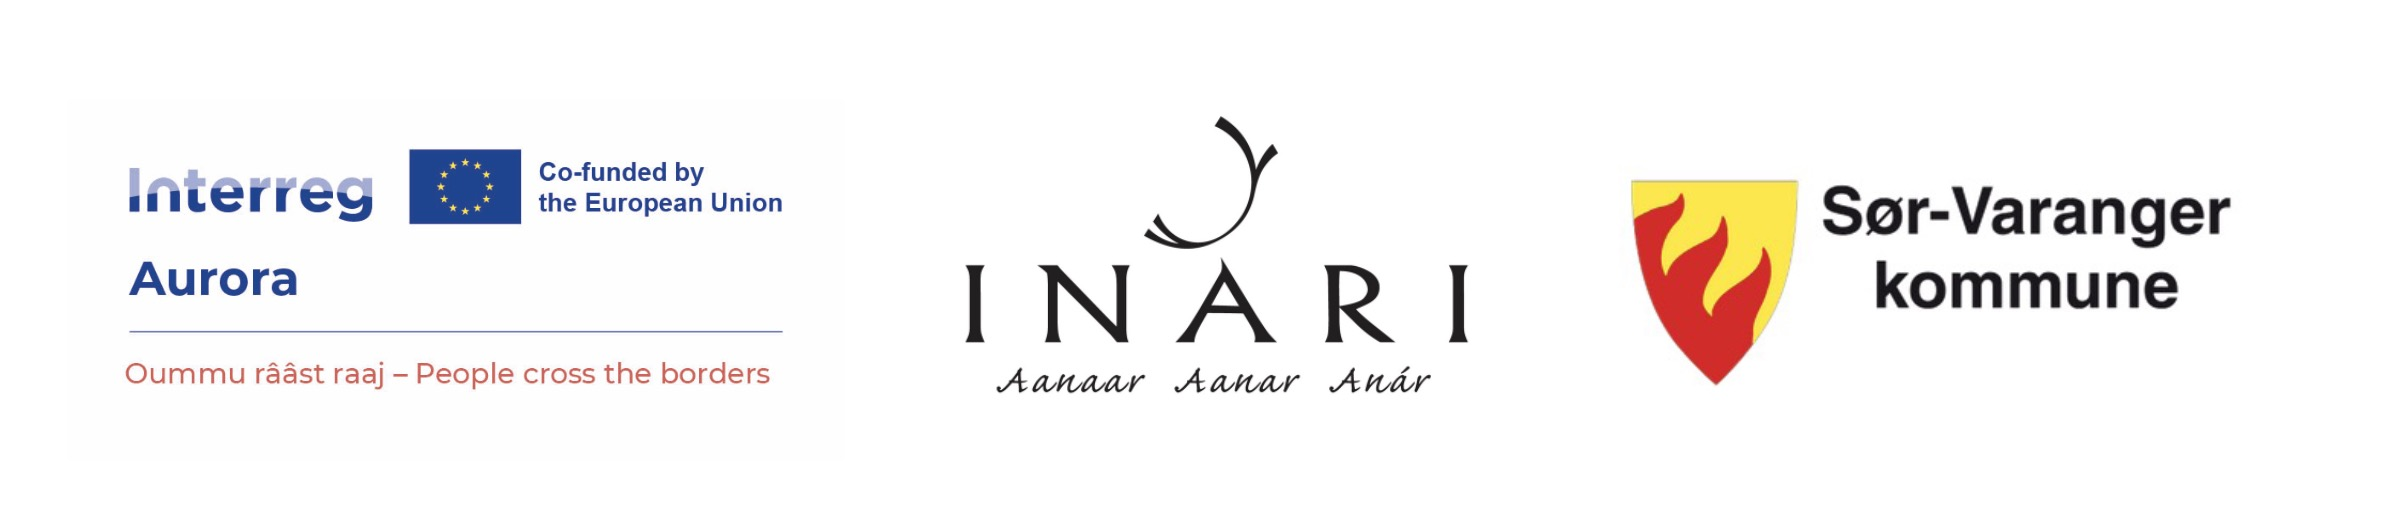 Interreg
Co-funded by
the European Union
Aurora
Oummu rââst raaj – People cross the borders
INARI
Aanaar Aanar Anár
Sør-Varanger
kommune